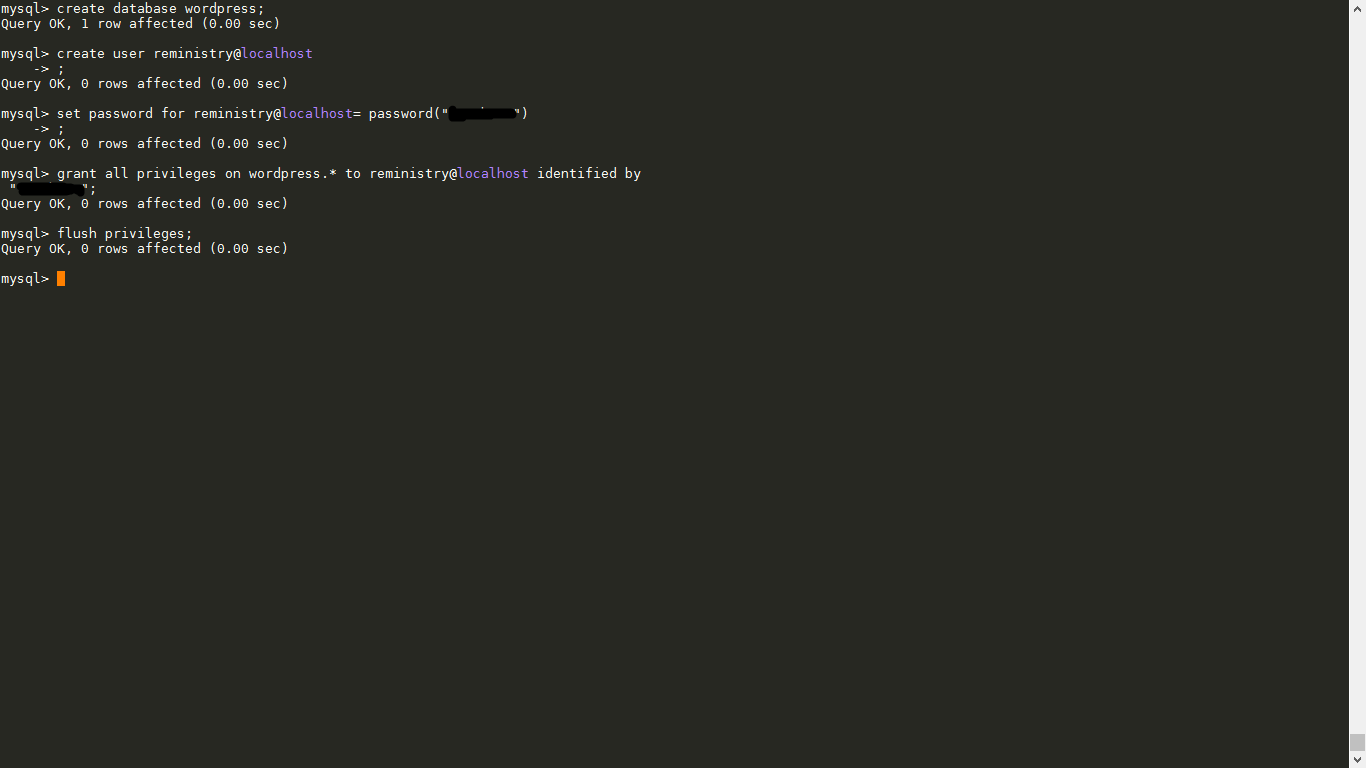 mysql> create database wordpress;
Query OK, 1 row affected (0.00 sec)
mysql> create user reministry@localhost
-> ;
Query OK, 0 rows affected (0.00 sec)
mysql> set password for reministry@localhost= password("")
-> ;
Query OK, 0 rows affected (0.00 sec)
mysql> grant all privileges on wordpress.* to reministry@localhost identified by
"";
Query OK, 0 rows affected (0.00 sec)
mysql> flush privileges;
Query OK, 0 rows affected (0.00 sec)
mysql>